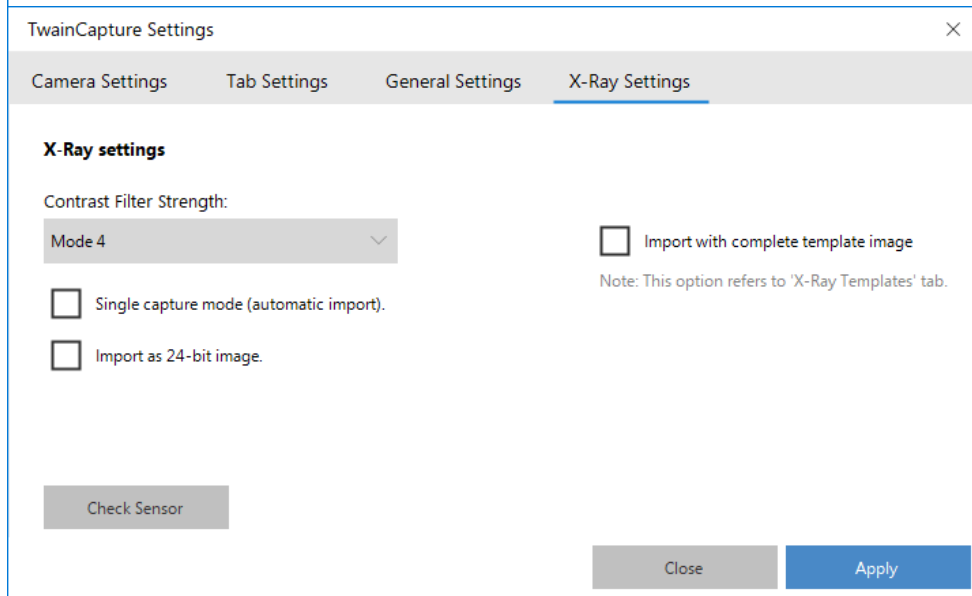 TwainCapture Settings
Camera Settings
Tab Settings
General Settings
X-Ray Settings
X-Ray settings
Contrast Filter Strength:
Mode 4
Import with complete template image
Note: This option refers to 'X-Ray Templates' tab.
Single capture mode (automatic import).
Import as 24-bit image.
Check Sensor
Close
Apply